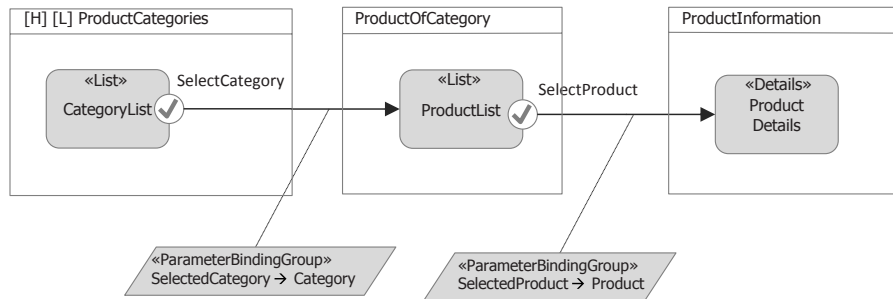 [H] [L] ProductCategories
ProductOfCategory
ProductInformation
«List»
CategoryList
SelectCategory
«List»
ProductList
SelectProduct
«Details»
Product
Details
«ParameterBindingGroup»
SelectedCategory → Category
«ParameterBindingGroup»
SelectedProduct → Product